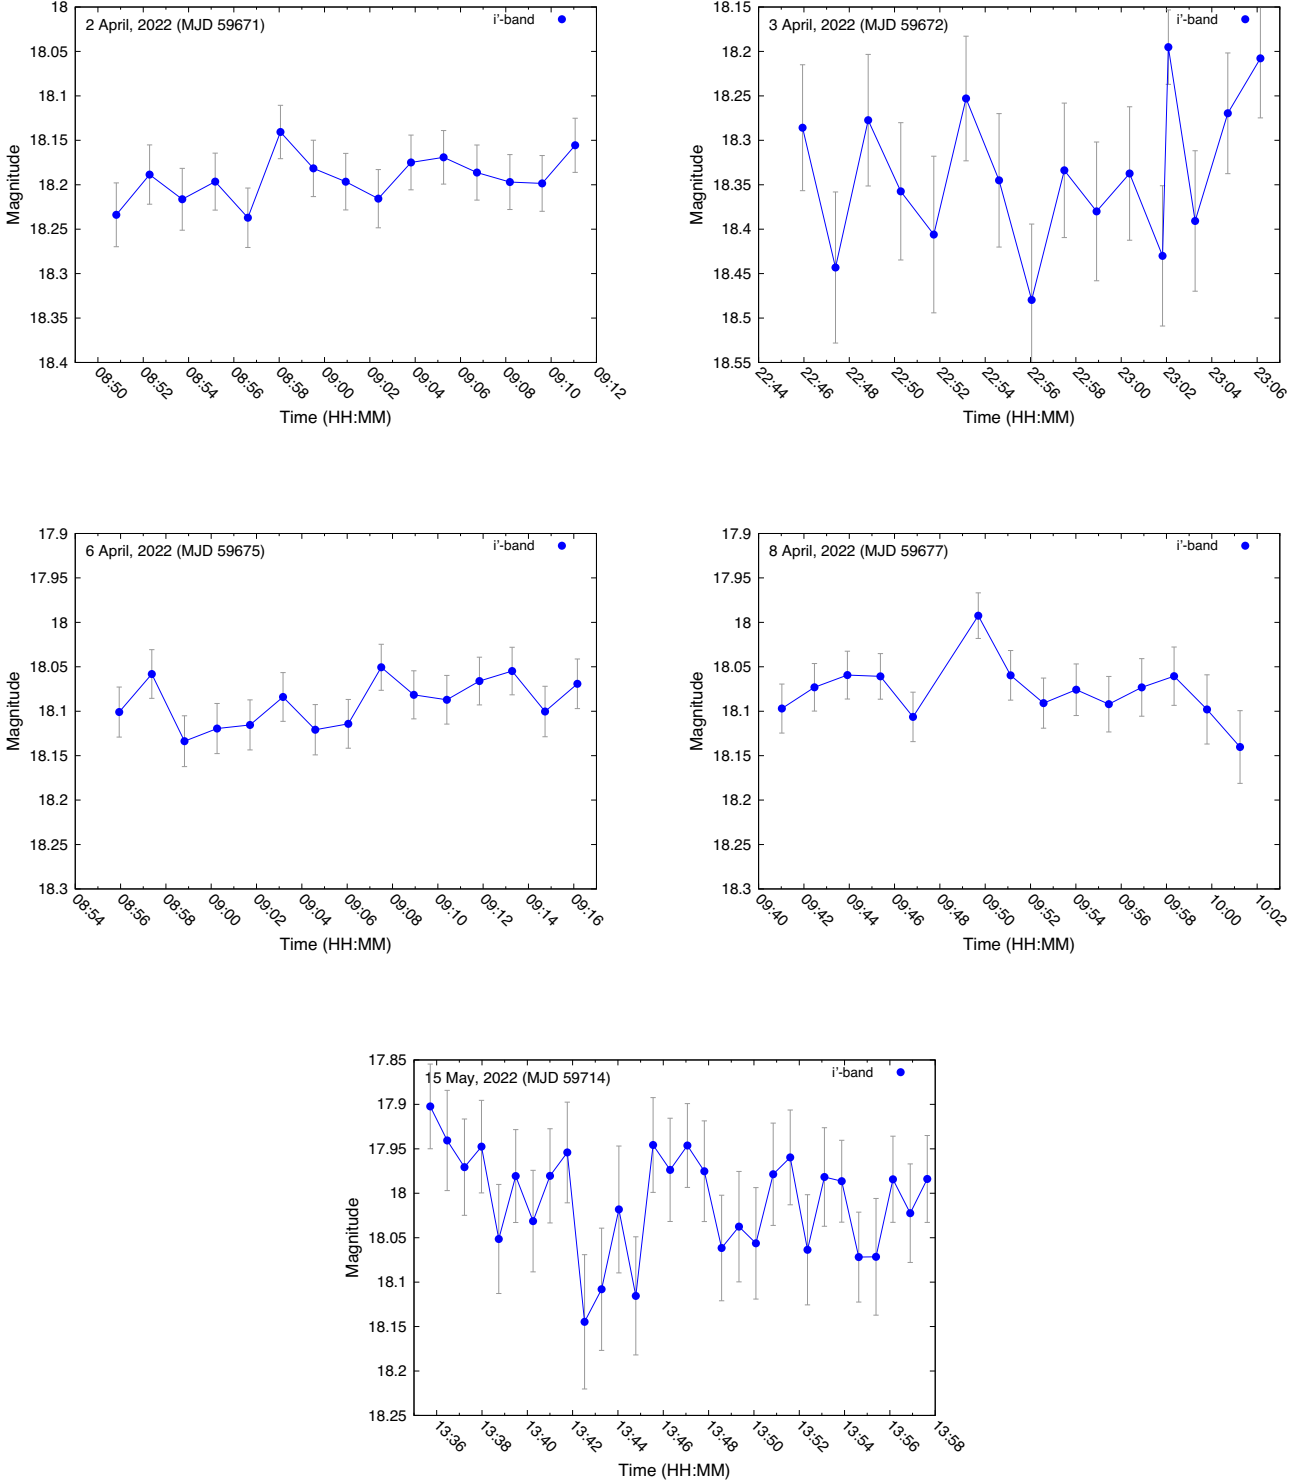 2 April, 2022 (MJD 59671)
i'-band
18
18.05
18.1
18.15
18.2
18.25
18.3
18.35
18.4
Magnitude
08:50 08:52 08:54 08:56 08:58 09:00 09:02 09:04 09:06 09:08 09:10 09:12
Time (HH:MM)
3 April, 2022 (MJD 59672)
i'-band
18.15
18.2
18.25
18.3
18.35
18.4
18.45
18.5
18.55
Magnitude
22:44 22:46 22:48 22:50 22:52 22:54 22:56 22:58 23:00 23:02 23:04 23:06
Time (HH:MM)
6 April, 2022 (MJD 59675)
i'-band
17.9
17.95
18
18.05
18.1
18.15
18.2
18.25
18.3
Magnitude
08:54 08:56 08:58 09:00 09:02 09:04 09:06 09:08 09:10 09:12 09:14 09:16
Time (HH:MM)
8 April, 2022 (MJD 59677)
i'-band
17.9
17.95
18
18.05
18.1
18.15
18.2
18.25
18.3
Magnitude
09:40 09:42 09:44 09:46 09:48 09:50 09:52 09:54 09:56 09:58 10:00 10:02
Time (HH:MM)
15 May, 2022 (MJD 59714)
i'-band
17.85
17.9
17.95
18
18.05
18.1
18.15
18.2
18.25
Magnitude
13:36 13:38 13:40 13:42 13:44 13:46 13:48 13:50 13:52 13:54 13:56 13:58
Time (HH:MM)